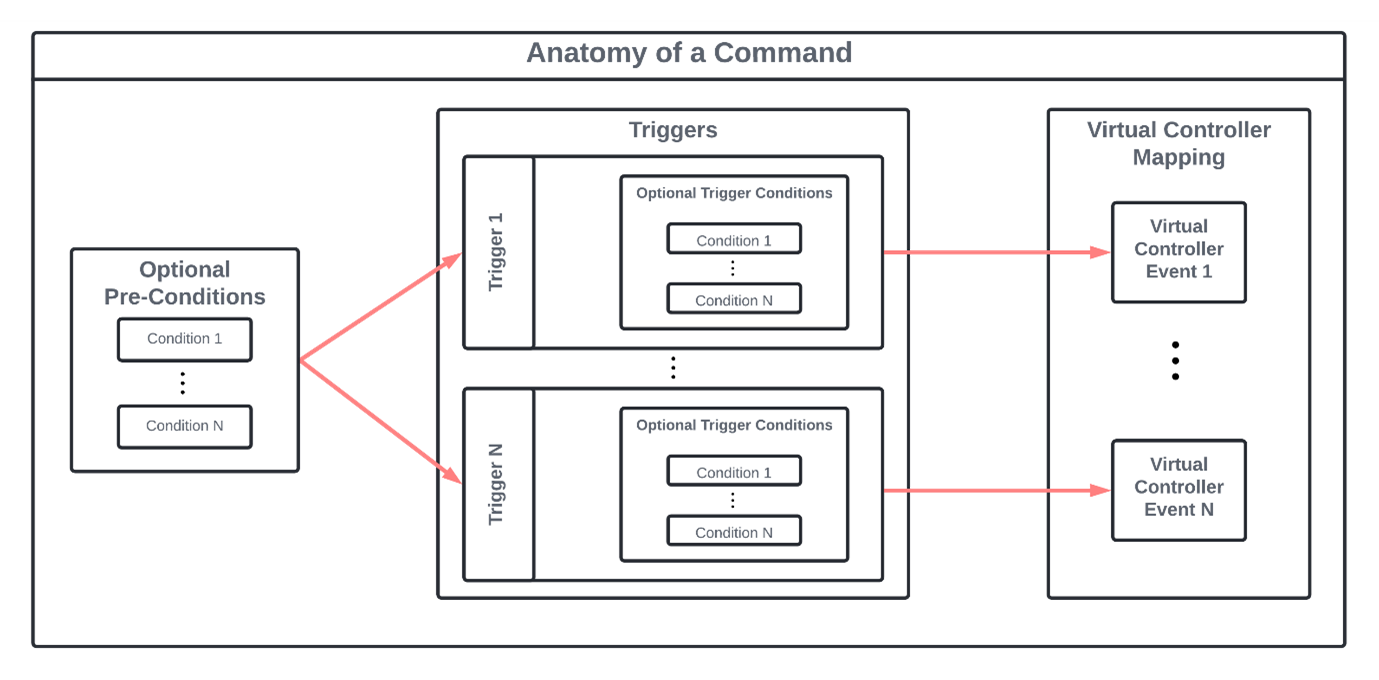 Anatomy of a Command
Optional
Pre-Conditions
Condition 1
Condition N
Triggers
Trigger 1
Optional Trigger Conditions
Condition 1
Condition N
Trigger N
Optional Trigger Conditions
Condition 1
Condition N
Virtual Controller
Mapping
Virtual
Controller
Event 1
Virtual
Controller
Event N